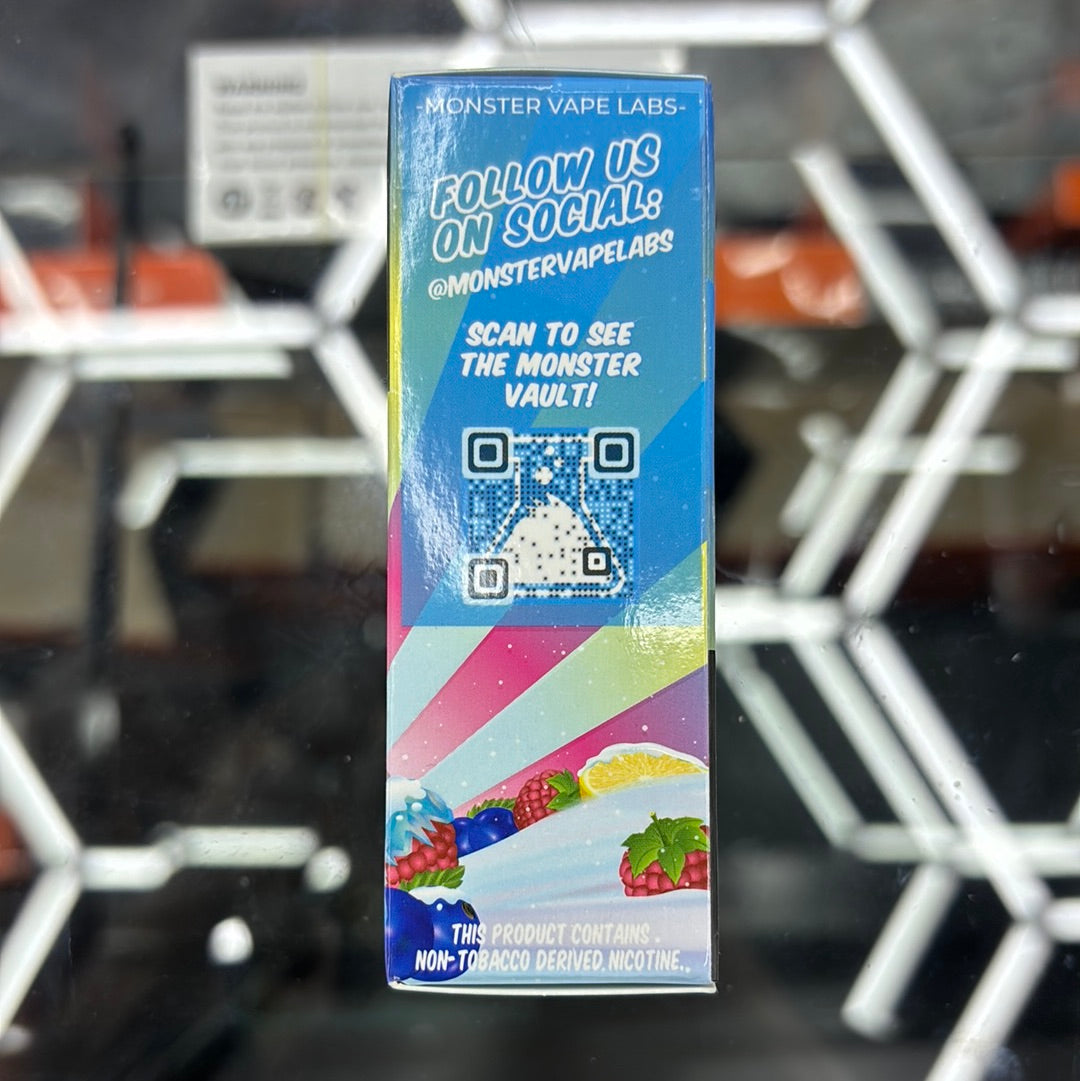 -MONSTER VAPE LABS-
FOLLOW US
ON SOCIAL:
@MONSTERVAPELABS
SCAN TO SEE
THE MONSTER
VAULT!
THIS PRODUCT CONTAINS
NON-TOBACCO DERIVED NICOTINE.